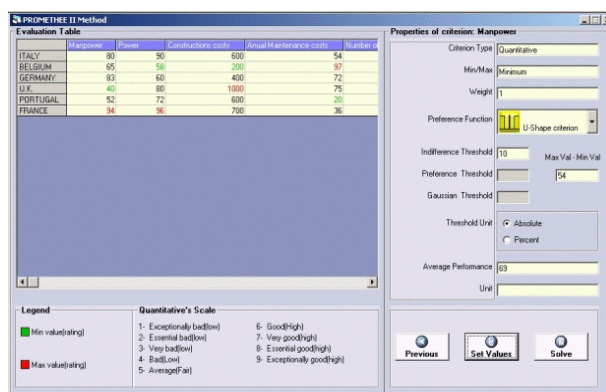 PROMETHEE II Method
Evaluation Table
Manpower Power Constructions costs Anual Maintenance costs Number of
ITALY 80 90 600 54
BELGIUM 65 58 200 97
GERMANY 83 60 400 72
U.K. 40 80 1000 75
PORTUGAL 52 72 600 20
FRANCE 94 96 700 36
Legend
Min value(rating)
Max value(rating)
Quantitative's Scale
1- Exceptionally bad(low)
2- Essential bad(low)
3- Very bad(low)
4- Bad(Low)
5- Average(Fair)
6- Good(High)
7- Very good(high)
8- Essential good(high)
9- Exceptionally good(high)
Properties of criterion: Manpower
Criterion Type Quantitative
Min/Max Minimum
Weight 1
Preference Function U-Shape criterion
Indifference Threshold 10 Max Val - Min Val
Preference Threshold 54
Gaussian Threshold
Threshold Unit Absolute
Percent
Average Performance 69
Unit
Previous Set Values Solve